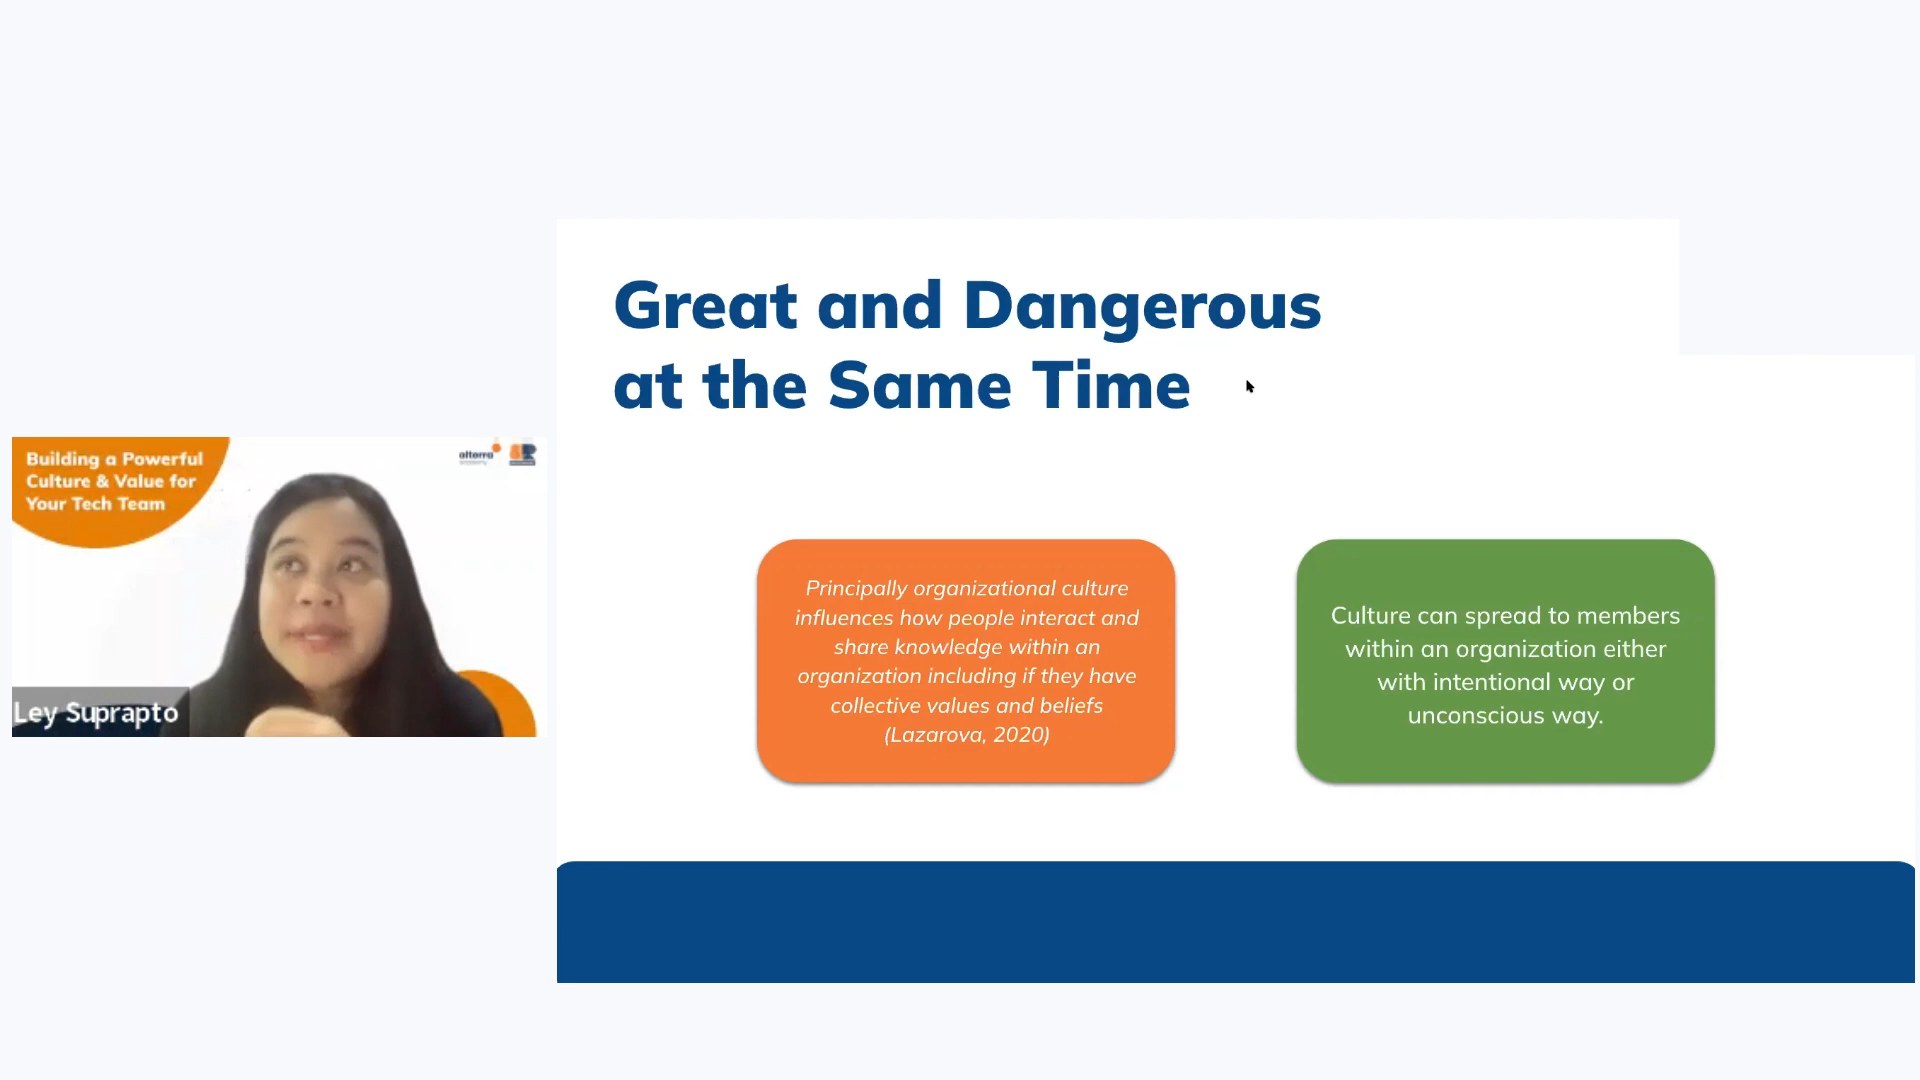 Great and Dangerous
at the Same Time
Building a Powerful
Culture & Value for
Your Tech Team
alterra
academy
Ley Suprapto
Principally organizational culture
influences how people interact and
share knowledge within an
organization including if they have
collective values and beliefs
(Lazarova, 2020)
Culture can spread to members
within an organization either
with intentional way or
unconscious way.